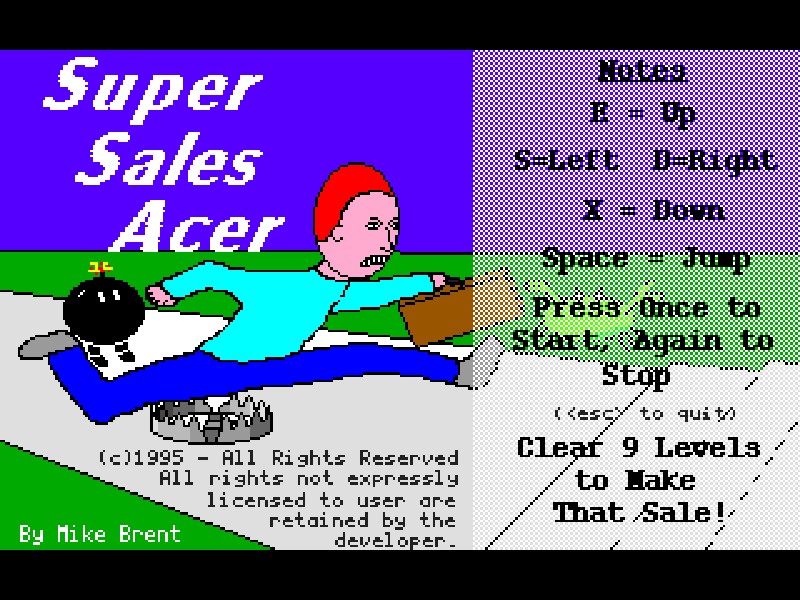 Super
Sales
Acer
(c)1995 - All Rights Reserved
All rights not expressly
licensed to user are
retained by the
developer.
By Mike Brent
Notes
E = Up
S=Left D=Right
X = Down
Space = Jump
Press Once to
Start, Again to
Stop
(<esc> to quit)
Clear 9 Levels
to Make
That Sale!